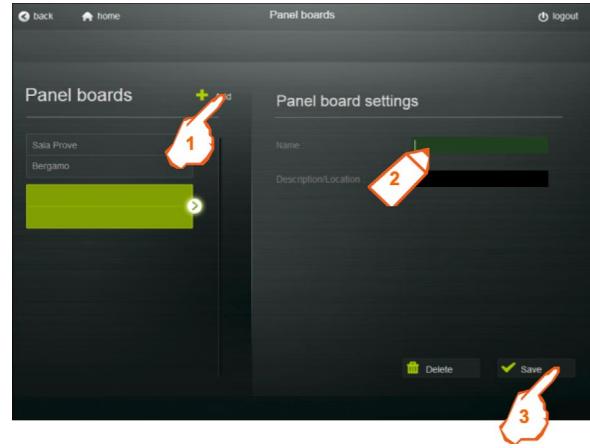 back home Panel boards logout
Panel boards
Add
1
Sala Prove
Bergamo
Panel board settings
Name
2
Description/Location
Delete Save
3